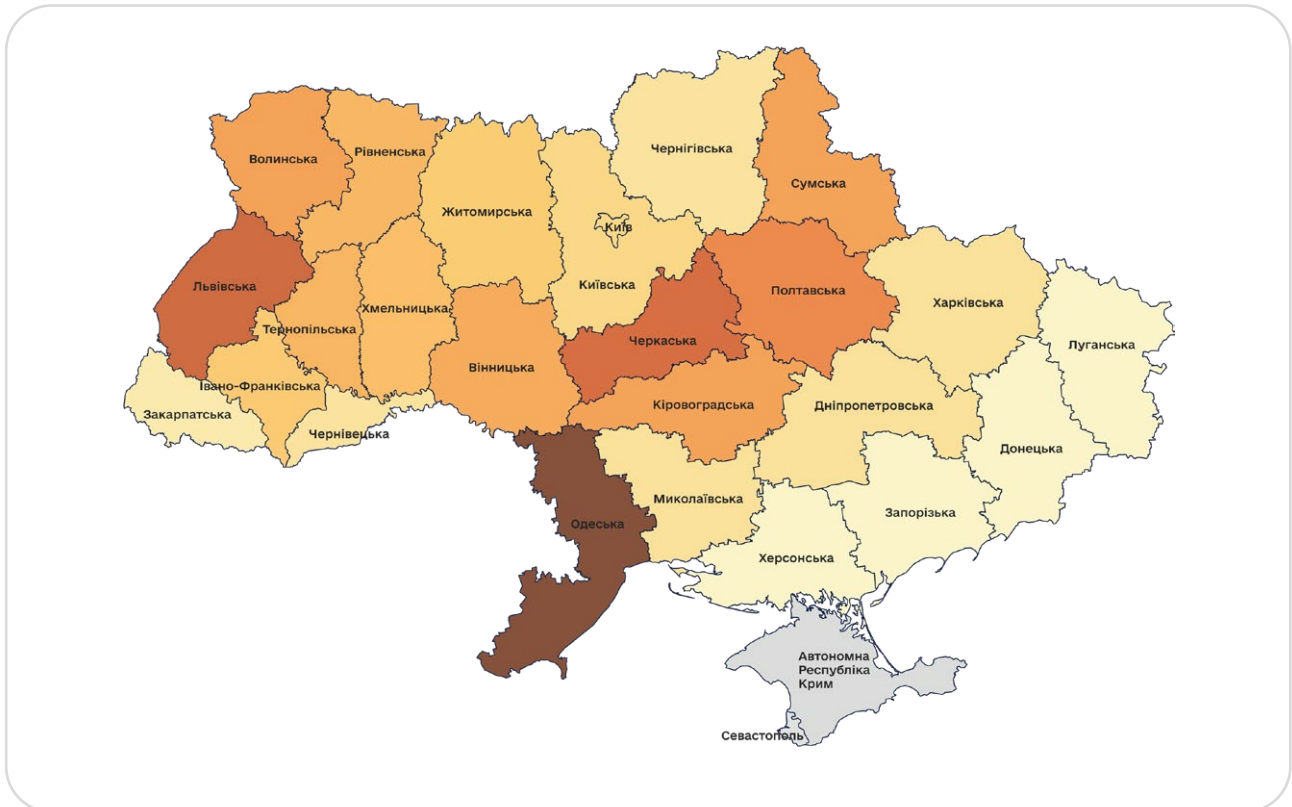 Чернігівська
Рівненська
Волинська
Сумська
Житомирська
Київ
Львівська
Київська
Полтавська
Харківська
Хмельницька
Тернопільська
Черкаська
Луганська
Вінницька
Івано-Франківська
Кіровоградська
Дніпропетровська
Закарпатська
Чернівецька
Донецька
Миколаївська
Запорізька
Одеська
Херсонська
Автономна
Республіка
Крим
Севастополь